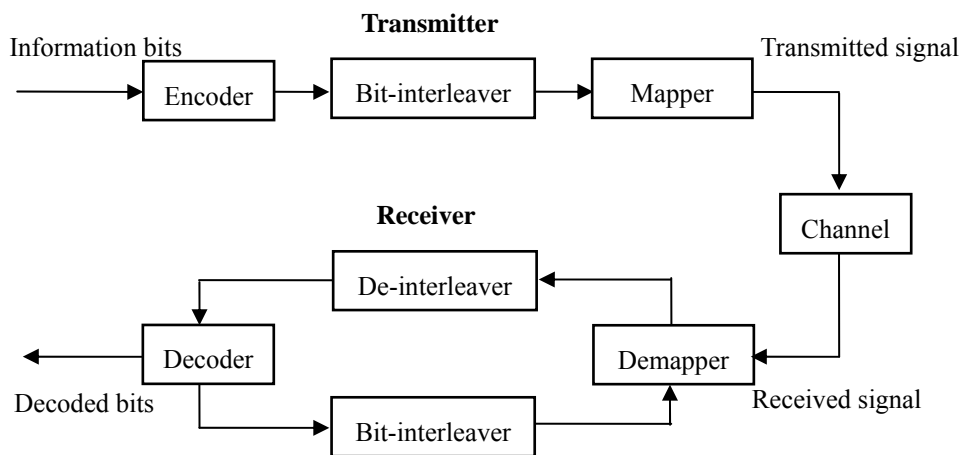 Transmitter
Information bits
Transmitted signal
Encoder
Bit-interleaver
Mapper
Channel
Receiver
De-interleaver
Decoder
Demapper
Decoded bits
Received signal
Bit-interleaver